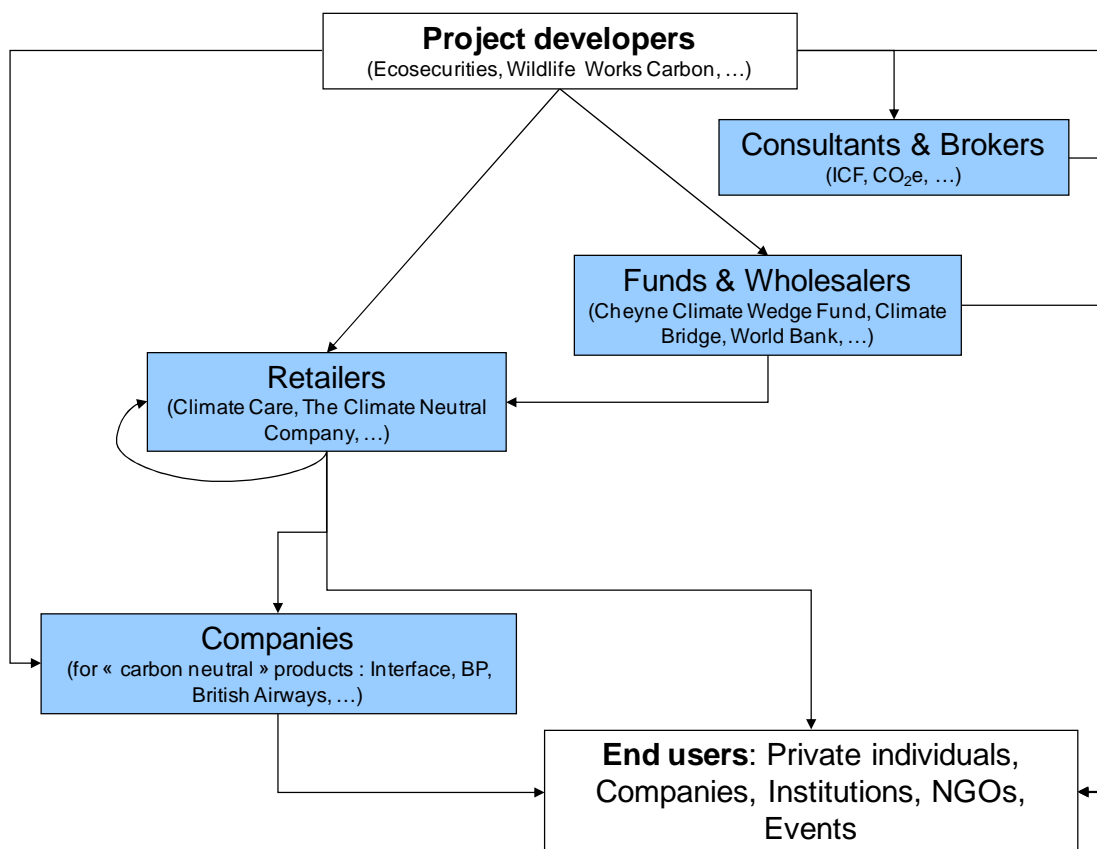 Project developers
(Ecosecurities, Wildlife Works Carbon, …)
Consultants & Brokers
(ICF, CO₂e, …)
Funds & Wholesalers
(Cheyne Climate Wedge Fund, Climate
Bridge, World Bank, …)
Retailers
(Climate Care, The Climate Neutral
Company, …)
Companies
(for « carbon neutral » products : Interface, BP,
British Airways, …)
End users: Private individuals,
Companies, Institutions, NGOs,
Events